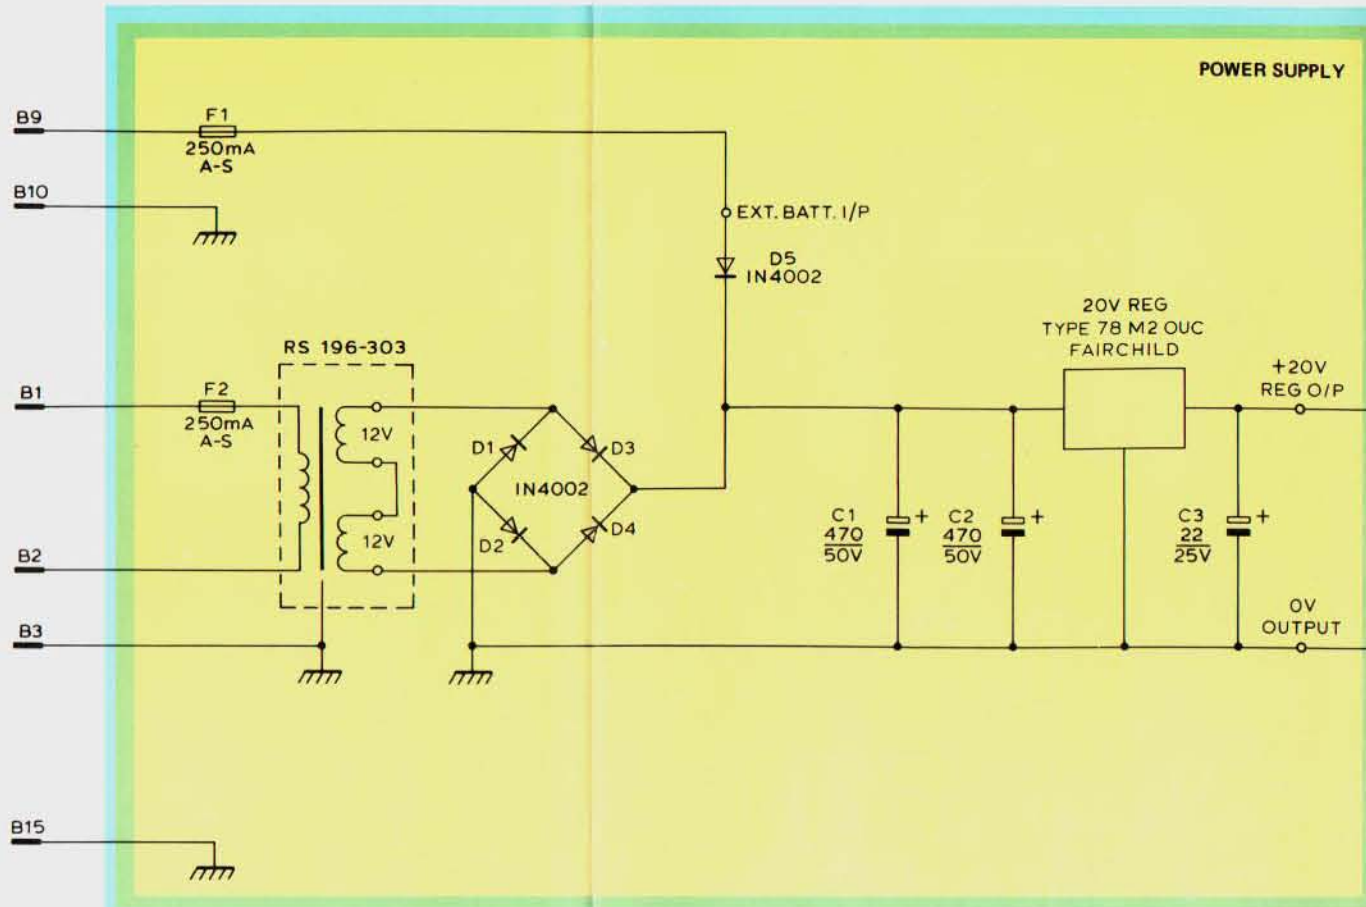 POWER SUPPLY
B9
F1
250mA
A-S
B10
EXT. BATT. I/P
D5
IN4002
20V REG
TYPE 78 M2 OUC
FAIRCHILD
+20V
REG O/P
RS 196-303
B1
F2
250mA
A-S
12V
D1
D3
IN4002
D2
D4
12V
C1
470
50V
+
C2
470
50V
+
C3
22
25V
+
B2
B3
0V
OUTPUT
B15